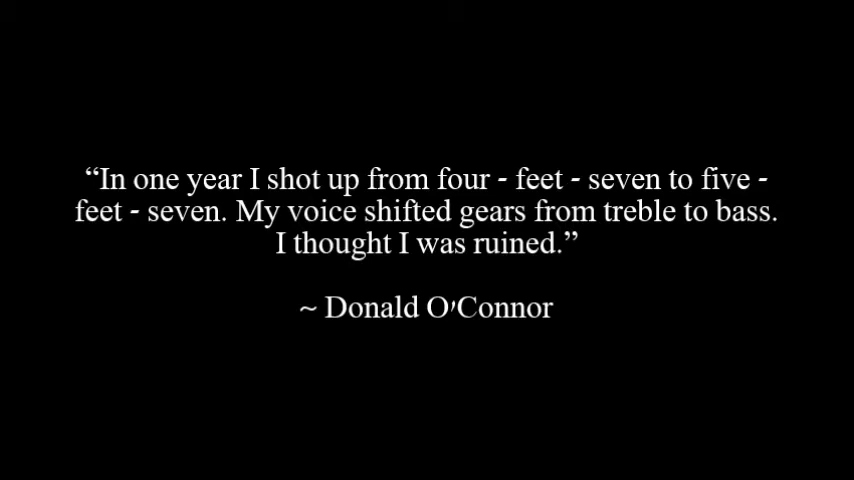 “In one year I shot up from four - feet - seven to five -
feet - seven. My voice shifted gears from treble to bass.
I thought I was ruined.”
~ Donald O'Connor